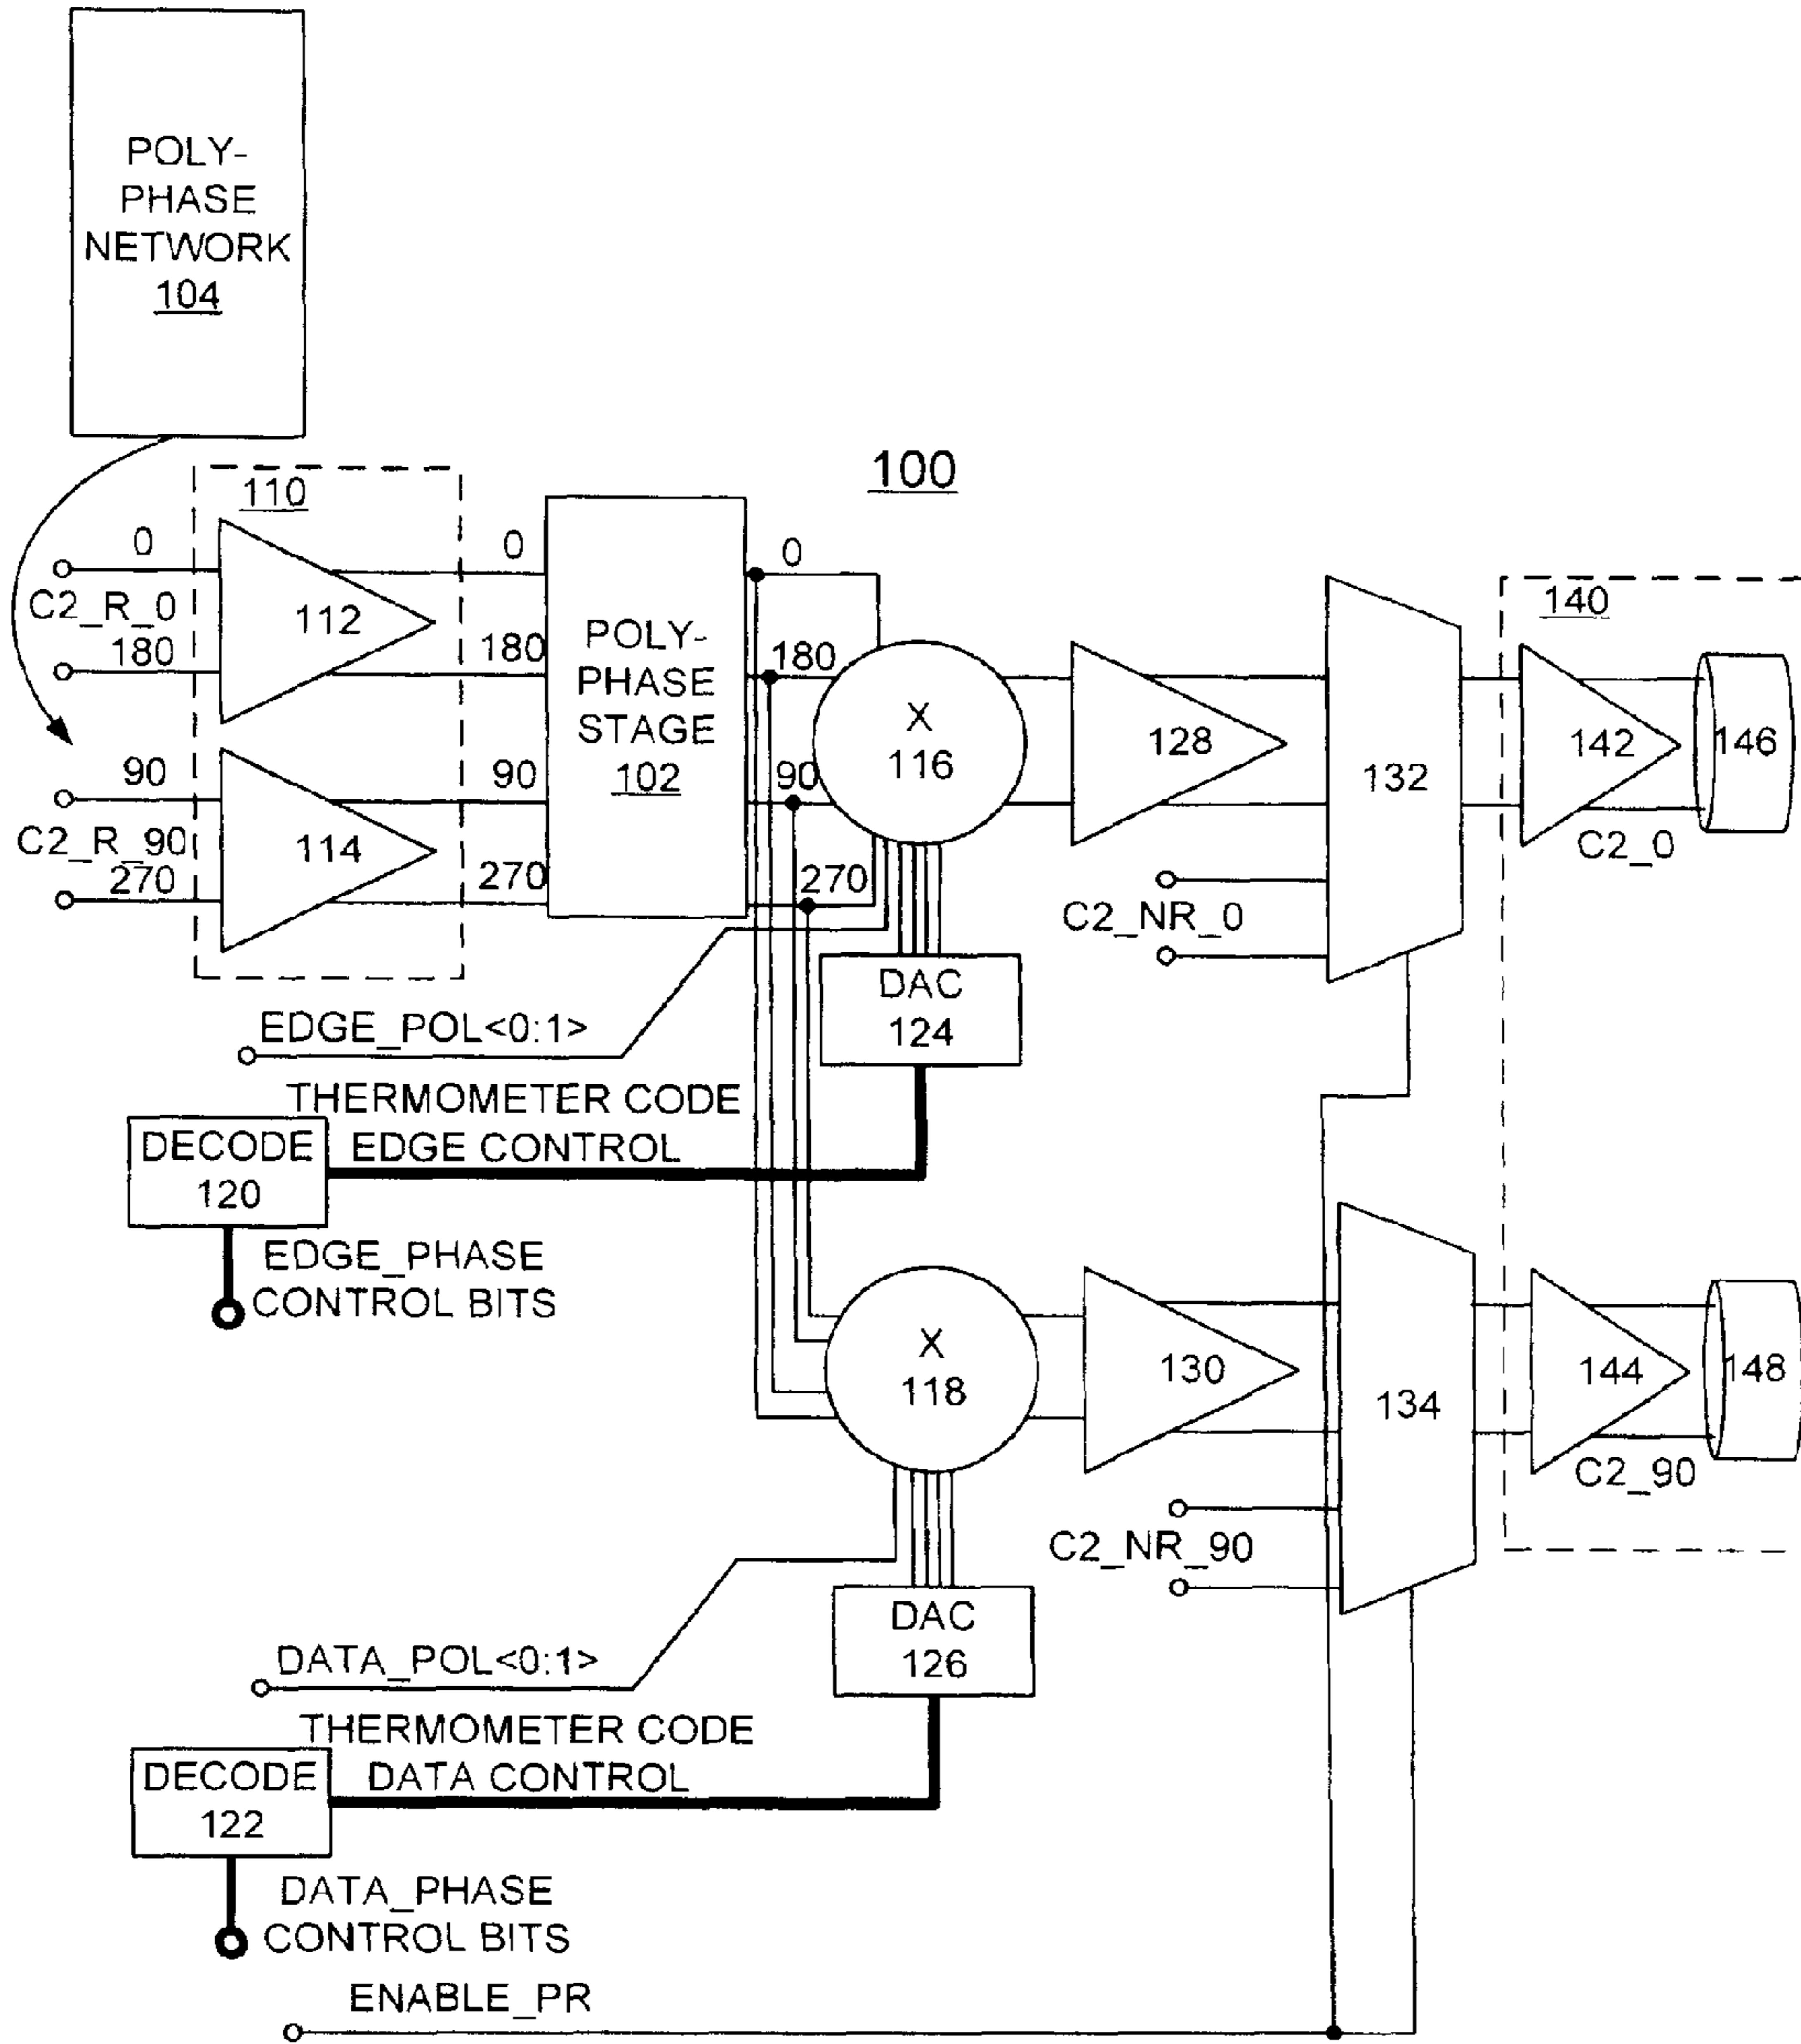 POLY-
PHASE
NETWORK
104
100
110
0
C2_R_0
180
112
0
180
90
C2_R_90
270
114
90
270
POLY-
PHASE
STAGE
102
0
180
90
270
X
116
128
132
140
142
146
C2_0
C2_NR_0
DAC
124
EDGE_POL<0:1>
THERMOMETER CODE
EDGE CONTROL
DECODE
120
EDGE_PHASE
CONTROL BITS
X
118
130
134
144
148
C2_90
C2_NR_90
DAC
126
DATA_POL<0:1>
THERMOMETER CODE
DATA CONTROL
DECODE
122
DATA_PHASE
CONTROL BITS
ENABLE_PR